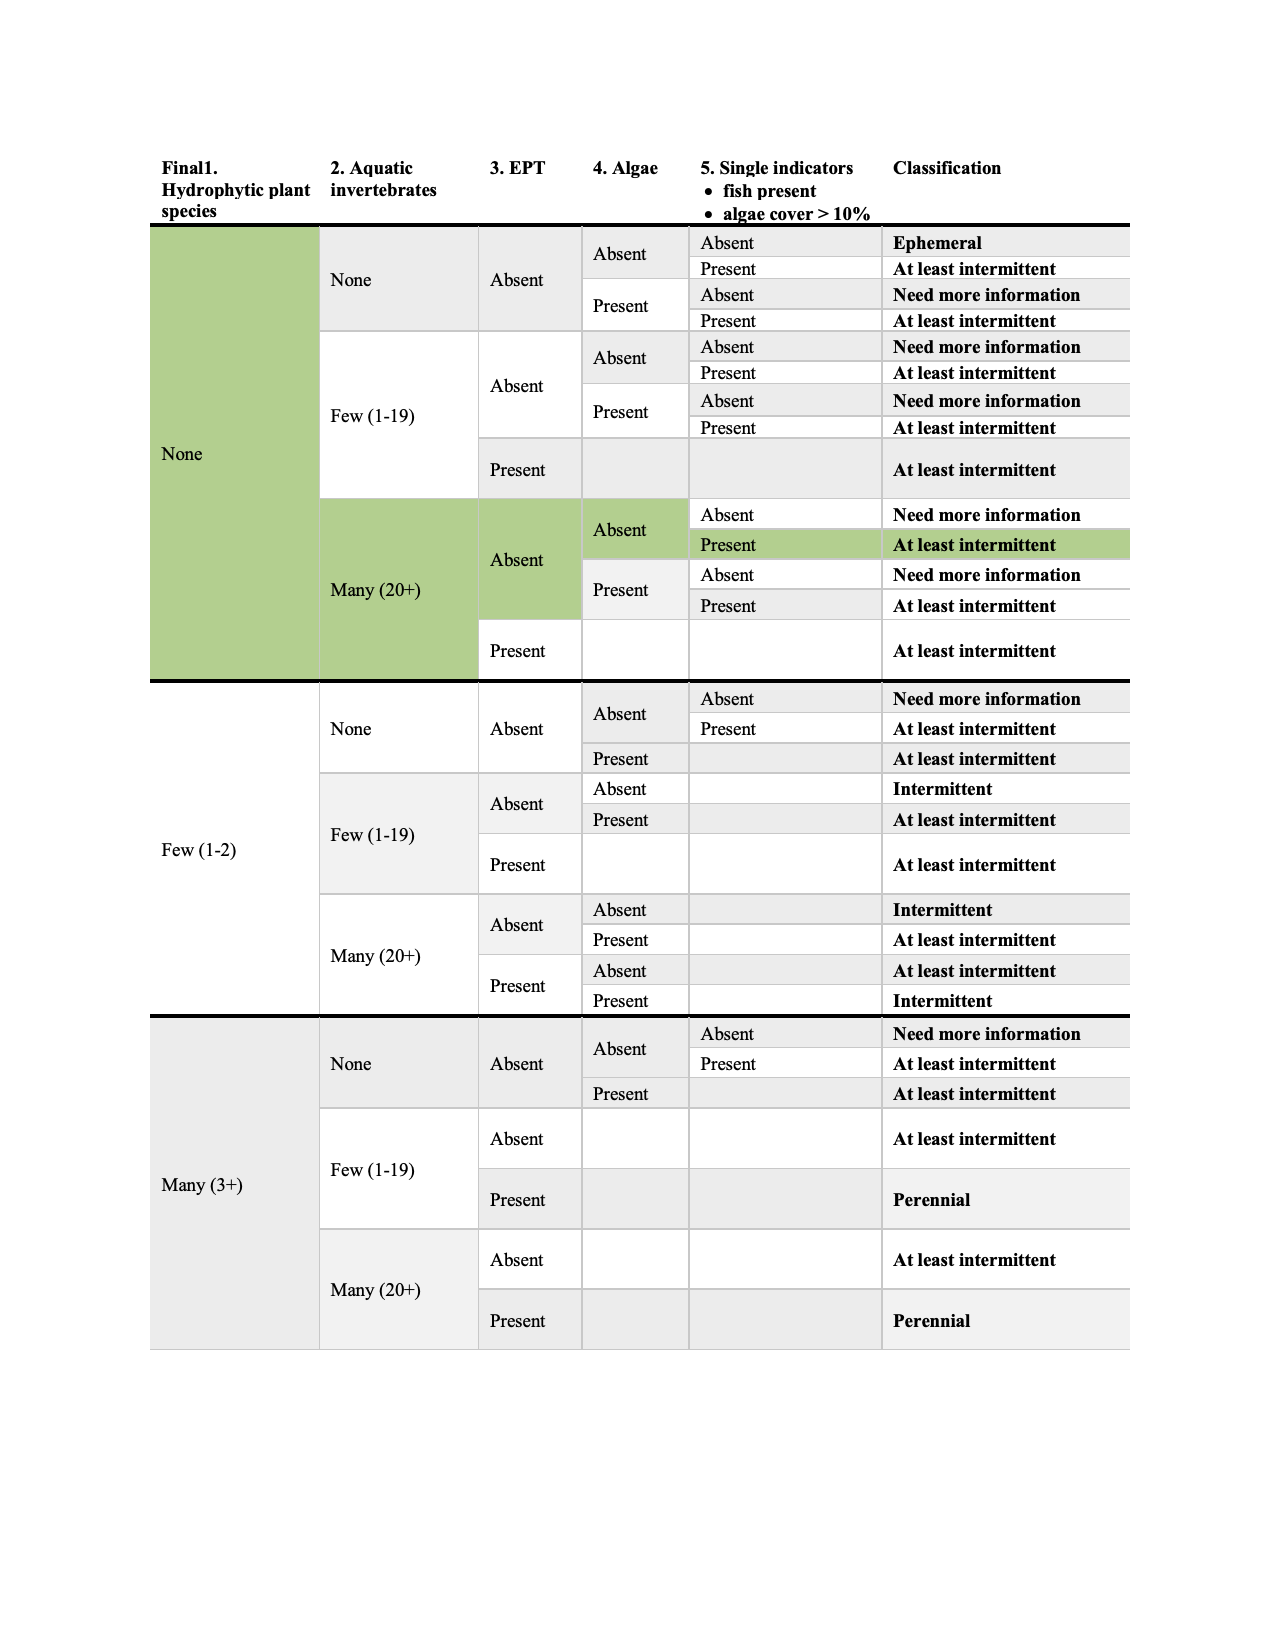 Final1. Hydrophytic plant species
2. Aquatic invertebrates
3. EPT
4. Algae
5. Single indicators
• fish present
• algae cover > 10%
Classification
None
None
Absent
Absent
Absent
Ephemeral
Present
At least intermittent
Present
Absent
Need more information
Present
At least intermittent
Few (1-19)
Absent
Absent
Absent
Need more information
Present
At least intermittent
Present
Absent
Need more information
Present
At least intermittent
Present
At least intermittent
Many (20+)
Absent
Absent
Absent
Need more information
Present
At least intermittent
Present
Absent
Need more information
Present
At least intermittent
Present
At least intermittent
Few (1-2)
None
Absent
Absent
Absent
Need more information
Present
At least intermittent
Present
At least intermittent
Few (1-19)
Absent
Absent
Intermittent
Present
At least intermittent
Present
At least intermittent
Many (20+)
Absent
Absent
Intermittent
Present
At least intermittent
Present
Absent
At least intermittent
Present
Intermittent
Many (3+)
None
Absent
Absent
Absent
Need more information
Present
At least intermittent
Present
At least intermittent
Few (1-19)
Absent
At least intermittent
Present
Perennial
Many (20+)
Absent
At least intermittent
Present
Perennial